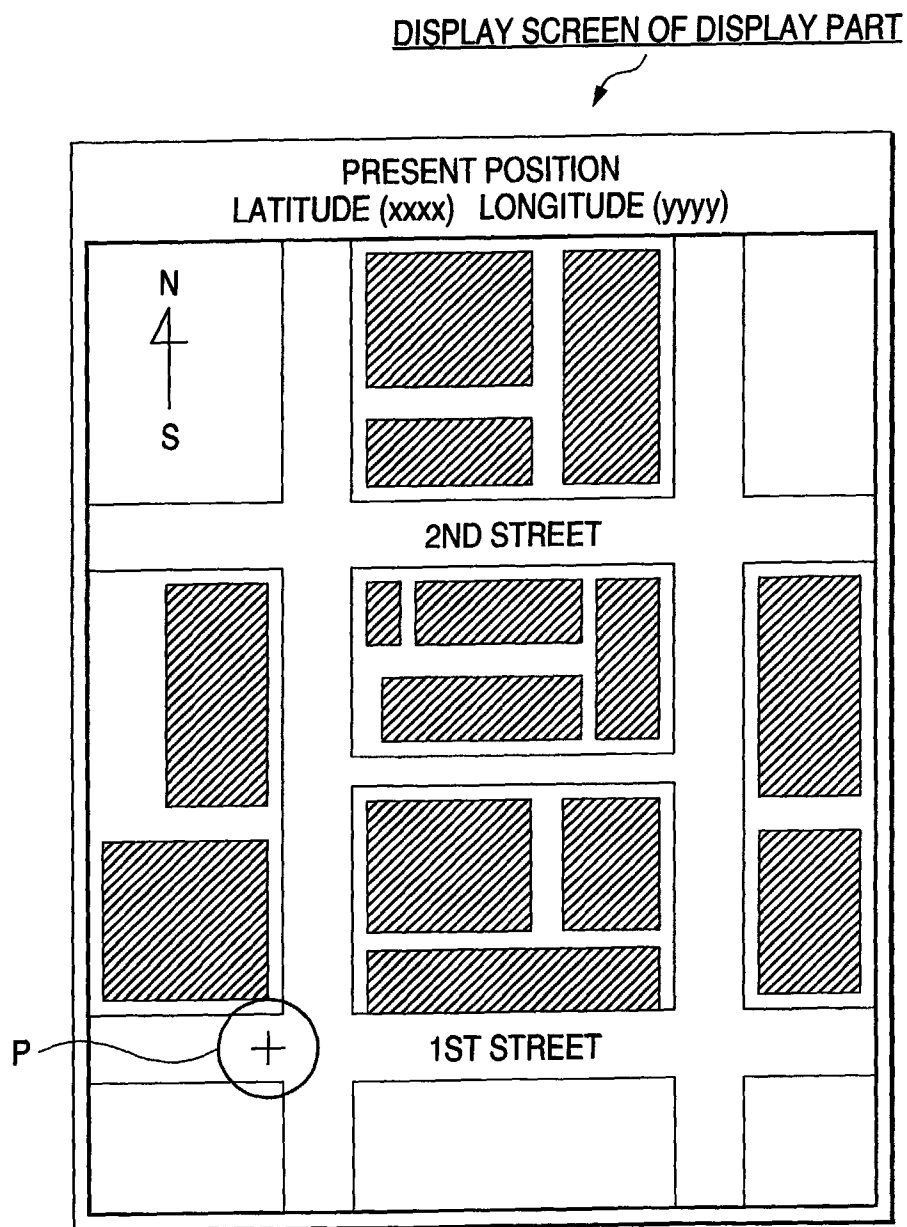 DISPLAY SCREEN OF DISPLAY PART
PRESENT POSITION
LATITUDE (xxxx) LONGITUDE (yyyy)
N
S
2ND STREET
P
1ST STREET